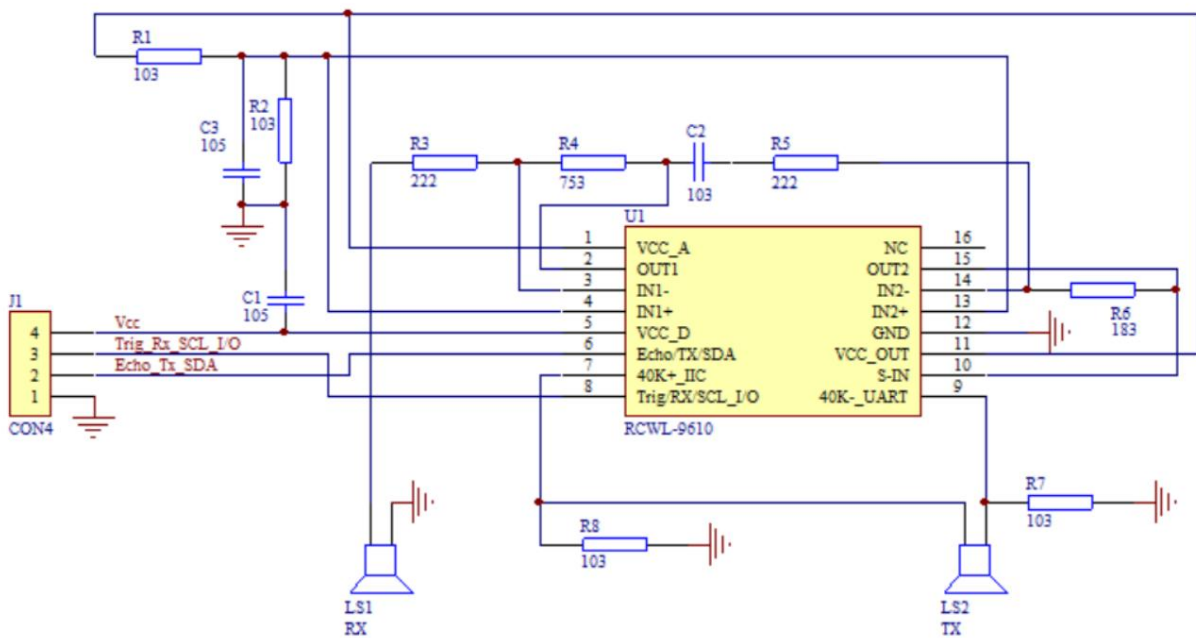 R1
103
R2
103
C3
105
R3
222
R4
753
C2
103
R5
222
U1
1
VCC_A
NC
16
2
OUT1
OUT2
15
3
IN1-
IN2-
14
4
IN1+
IN2+
13
5
VCC_D
GND
12
6
Echo/TX/SDA
VCC_OUT
11
7
40K+_IIC
S-IN
10
8
Trig/RX/SCL_I/O
40K-_UART
9
RCWL-9610
R6
183
C1
105
J1
4
Vcc
3
Trig_Rx_SCL_I/O
2
Echo_Tx_SDA
1
CON4
R7
103
R8
103
LS1
RX
LS2
TX